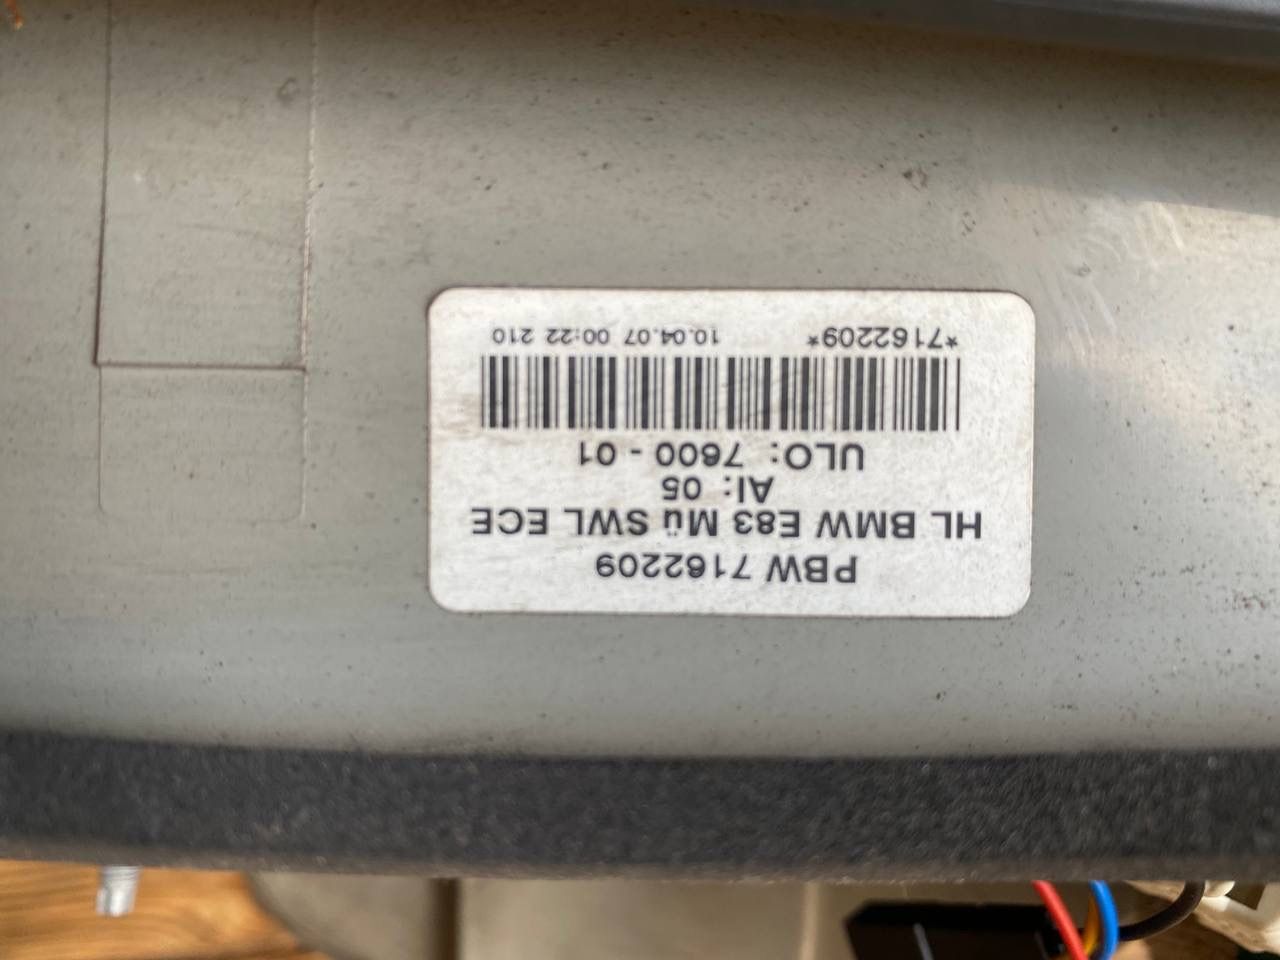 PBW 7162209
HL BMW E83 Mü SWL ECE
AI: 05
ULO: 7600 - 01
*7162209* 10.04.07 00:22 210